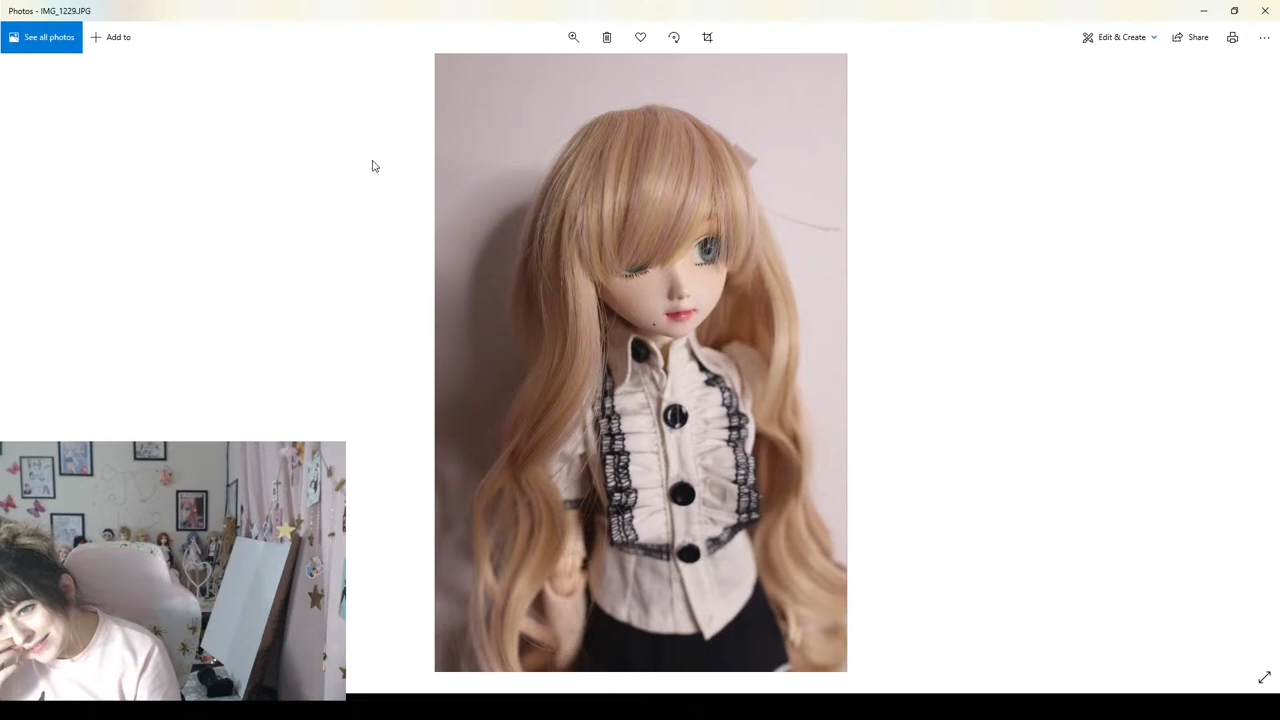 Photos - IMG_1229.JPG
See all photos
Add to
Edit & Create
Share